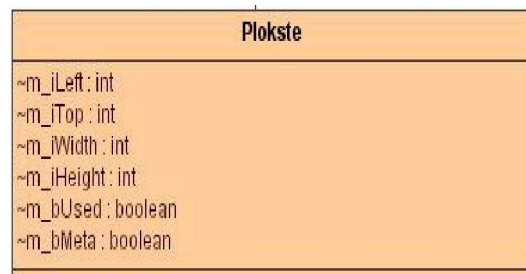 Plokste
~m_iLeft : int
~m_iTop : int
~m_iWidth : int
~m_iHeight : int
~m_bUsed : boolean
~m_bMeta : boolean